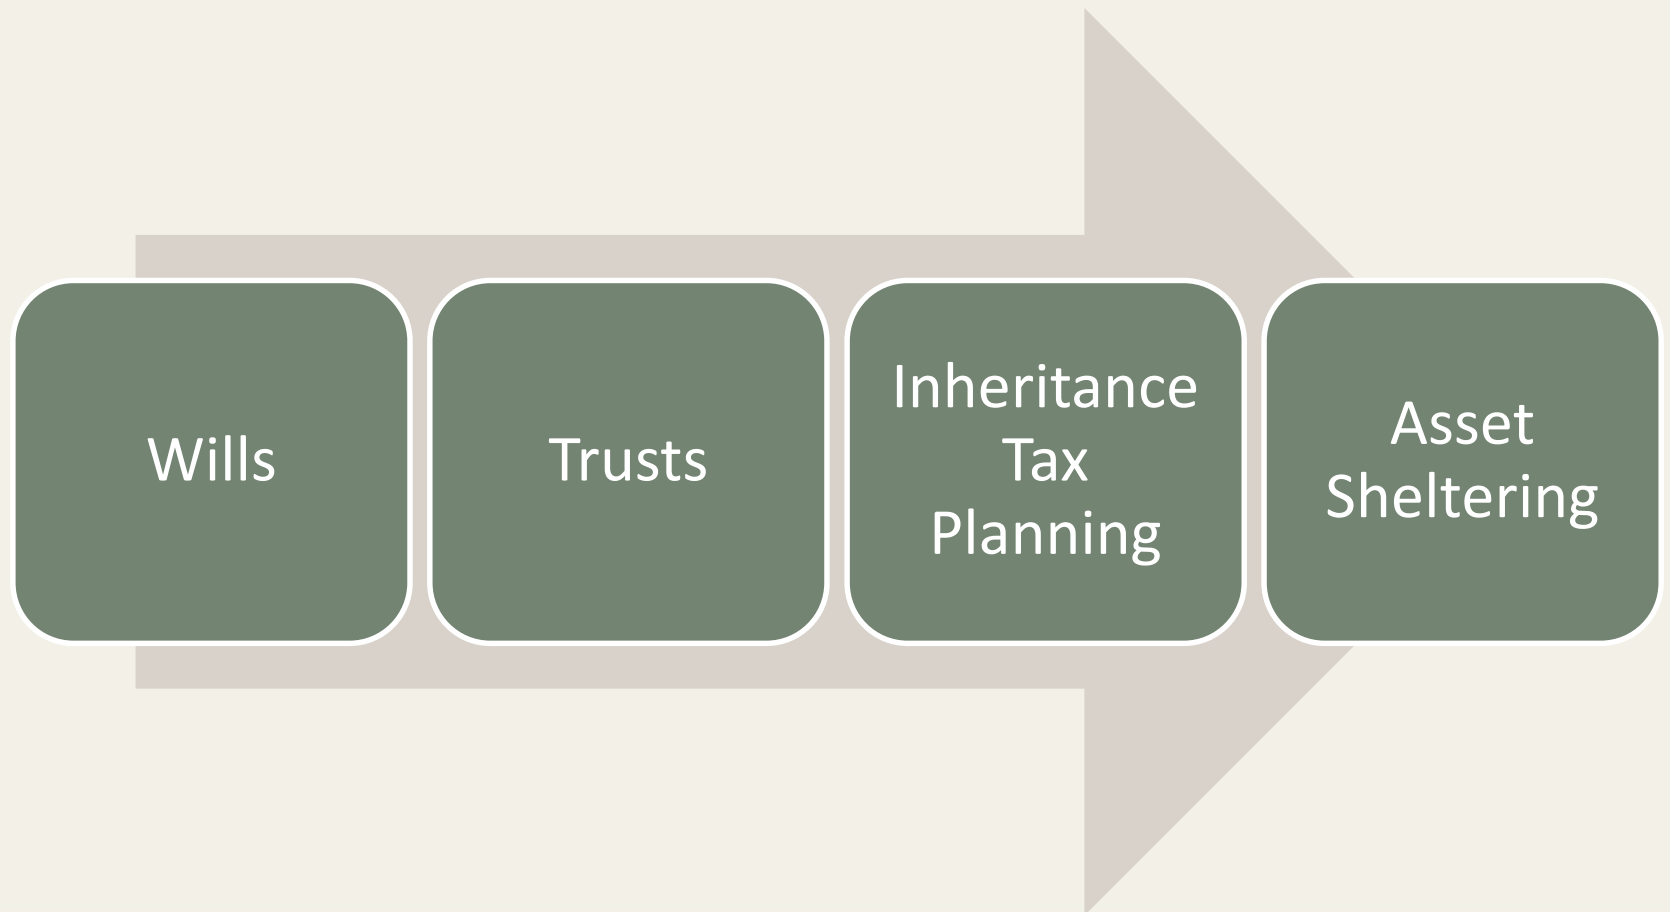 Wills
Trusts
Inheritance
Tax
Planning
Asset
Sheltering